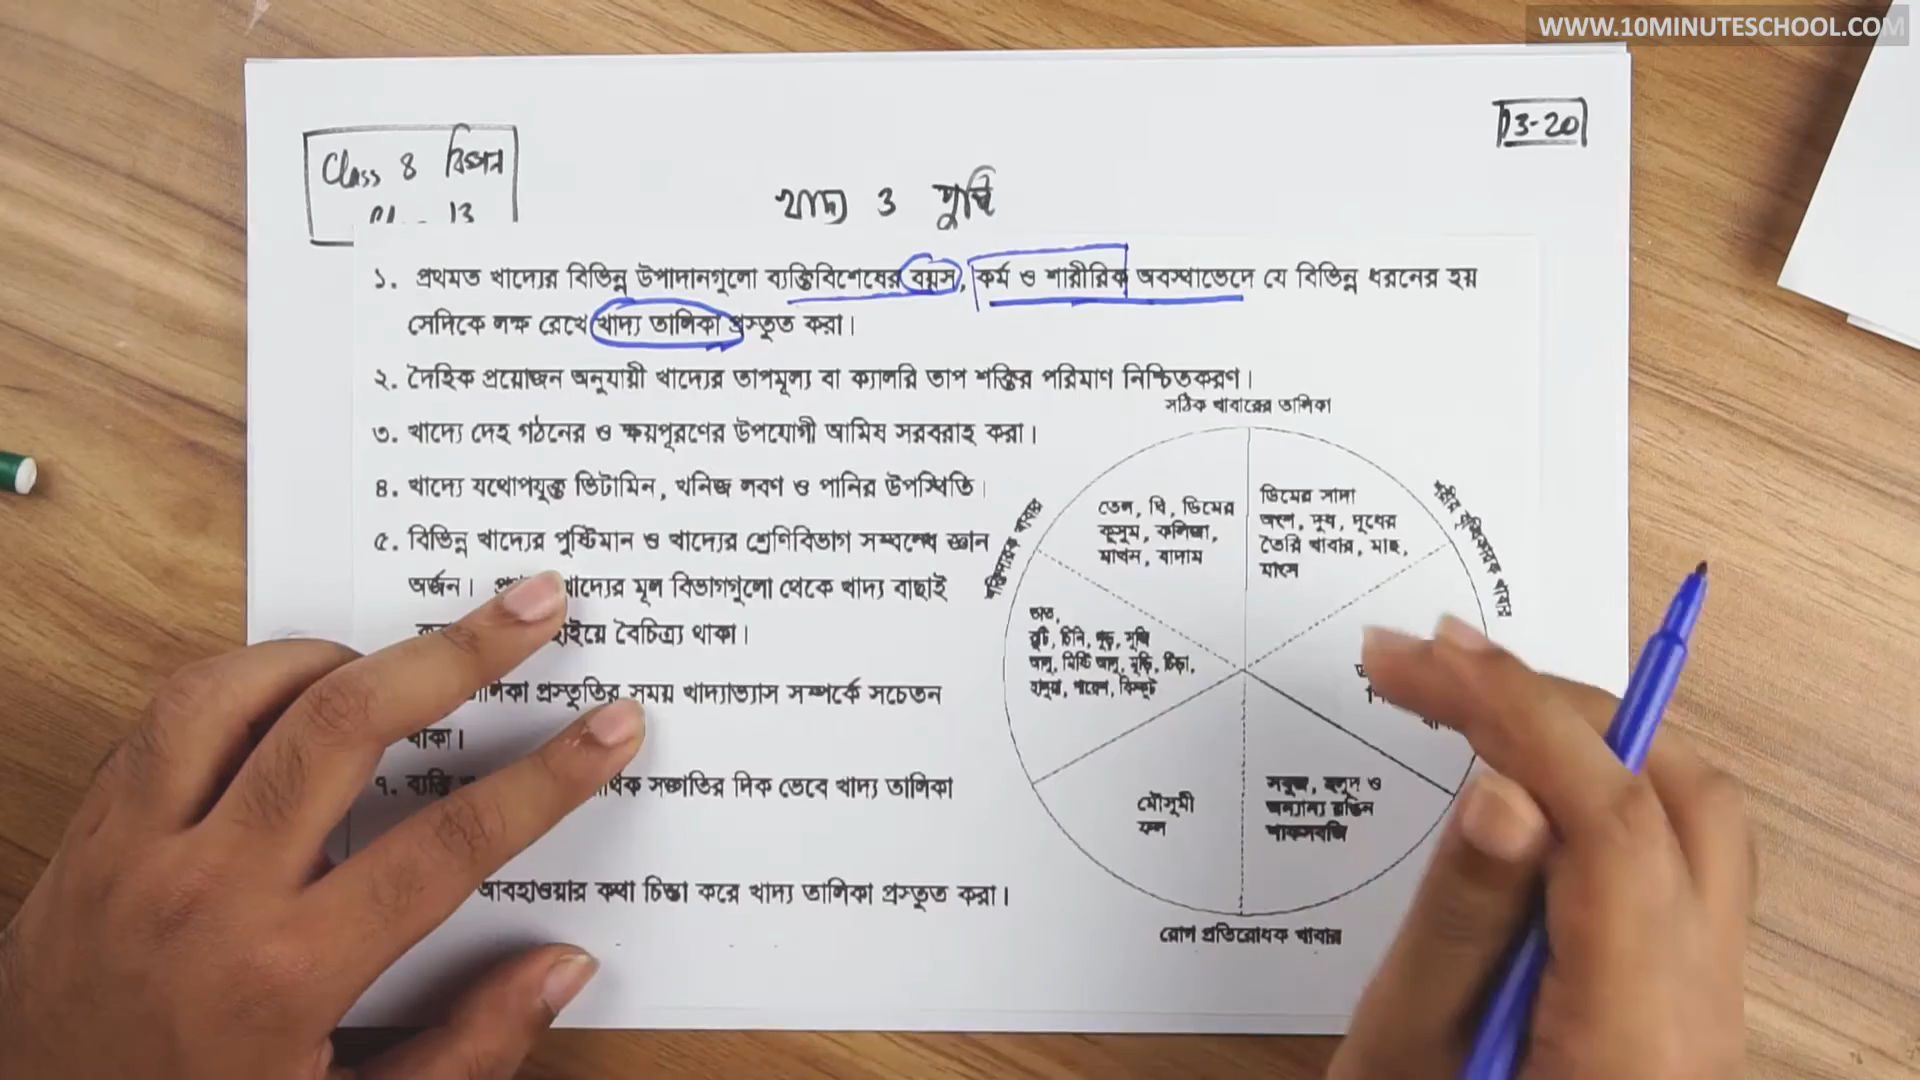 WWW.10MINUTESCHOOL.COM
13-20
Class 8 বিজ্ঞান
13
খাদ্য ও পুষ্টি
১. প্রথমত খাদ্যের বিভিন্ন উপাদানগুলো ব্যক্তিবিশেষের বয়স, কর্ম ও শারীরিক অবস্থাভেদে যে বিভিন্ন ধরনের হয়
সেদিকে লক্ষ রেখে খাদ্য তালিকা প্রস্তুত করা।
২. দৈহিক প্রয়োজন অনুযায়ী খাদ্যের তাপমূল্য বা ক্যালরি তাপ শক্তির পরিমাণ নিশ্চিতকরণ।
৩. খাদ্যে দেহ গঠনের ও ক্ষয়পূরণের উপযোগী আমিষ সরবরাহ করা।
৪. খাদ্যে যথোপযুক্ত ভিটামিন, খনিজ লবণ ও পানির উপস্থিতি।
৫. বিভিন্ন খাদ্যের পুষ্টিমান ও খাদ্যের শ্রেণিবিভাগ সম্বন্ধে জ্ঞান
অর্জন। খাদ্যের মূল বিভাগগুলো থেকে খাদ্য বাছাই
বৈচিত্র্য থাকা।
প্রস্তুতির সময় খাদ্যাভ্যাস সম্পর্কে সচেতন
থাকা।
৭. সঙ্গতির দিক ভেবে খাদ্য তালিকা
আবহাওয়ার কথা চিন্তা করে খাদ্য তালিকা প্রস্তুত করা।
সঠিক খাবারের তালিকা
শক্তিদায়ক খাবার
তেল, ঘি, ডিমের
কুসুম, কলিজা,
মাখন, বাদাম
ডিমের সাদা
অংশ, দুধ, দুধের
তৈরি খাবার, মাছ,
মাংস
শরীর বৃদ্ধিকারক খাবার
ভাত,
রুটি, চিনি, গুড়, সুজি
আলু, মিষ্টি আলু, মুড়ি, চিড়া,
হালুয়া, পায়েশ, বিস্কুট
মৌসুমী
ফল
সবুজ, হলুদ ও
অন্যান্য রঙিন
শাকসবজি
রোগ প্রতিরোধক খাবার